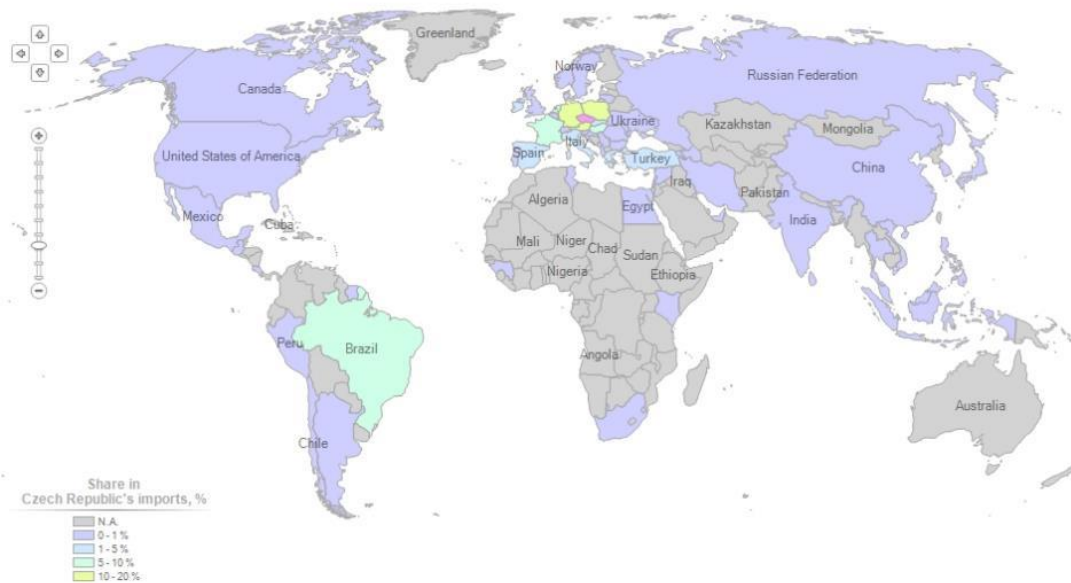 Greenland
Norway
Russian Federation
Canada
Ukraine
Kazakhstan
Mongolia
United States of America
Spain
Italy
Turkey
China
Iraq
Pakistan
Algeria
Mexico
Egypt
India
Cuba
Mali
Niger
Chad
Sudan
Nigeria
Ethiopia
Peru
Brazil
Angola
Australia
Chile
Share in
Czech Republic's imports, %
N.A.
0 - 1 %
1 - 5 %
5 - 10 %
10 - 20 %